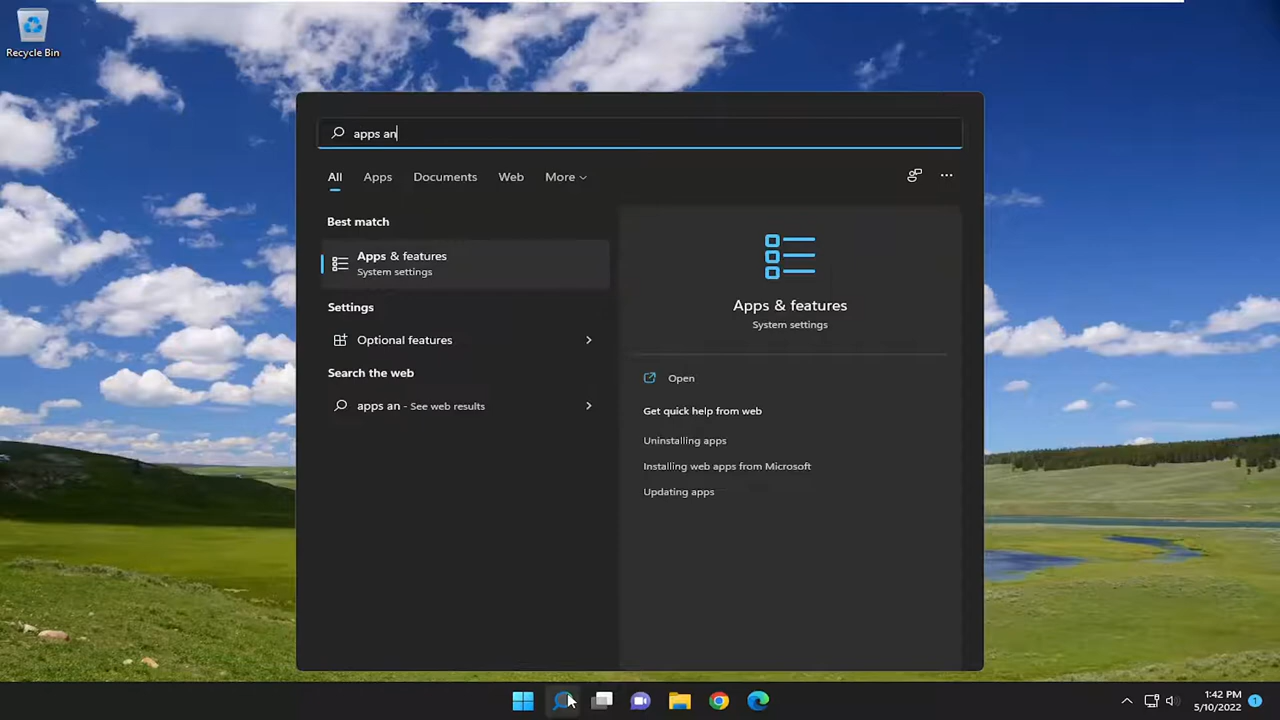 Recycle Bin
apps an
All Apps Documents Web More
Best match
Apps & features
System settings
Settings
Optional features
Search the web
apps an - See web results
Apps & features
System settings
Open
Get quick help from web
Uninstalling apps
Installing web apps from Microsoft
Updating apps
1:42 PM
5/10/2022
1